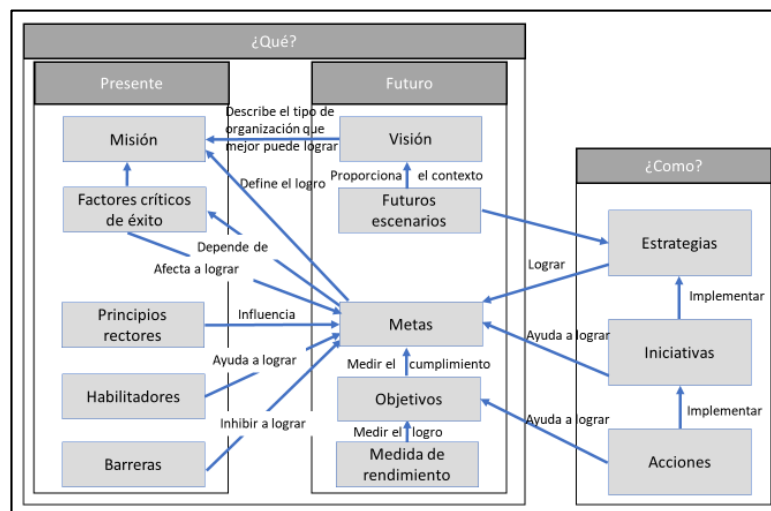 ¿Qué?
Presente
Futuro
Describe el tipo de
organización que
mejor puede lograr
Misión
Visión
Define el logro
Proporciona el contexto
¿Como?
Factores críticos
de éxito
Futuros
escenarios
Estrategias
Depende de
Afecta a lograr
Lograr
Implementar
Principios
rectores
Influencia
Metas
Ayuda a lograr
Iniciativas
Ayuda a lograr
Medir el cumplimiento
Habilitadores
Objetivos
Implementar
Inhibir a lograr
Ayuda a lograr
Medir el logro
Barreras
Medida de
rendimiento
Acciones